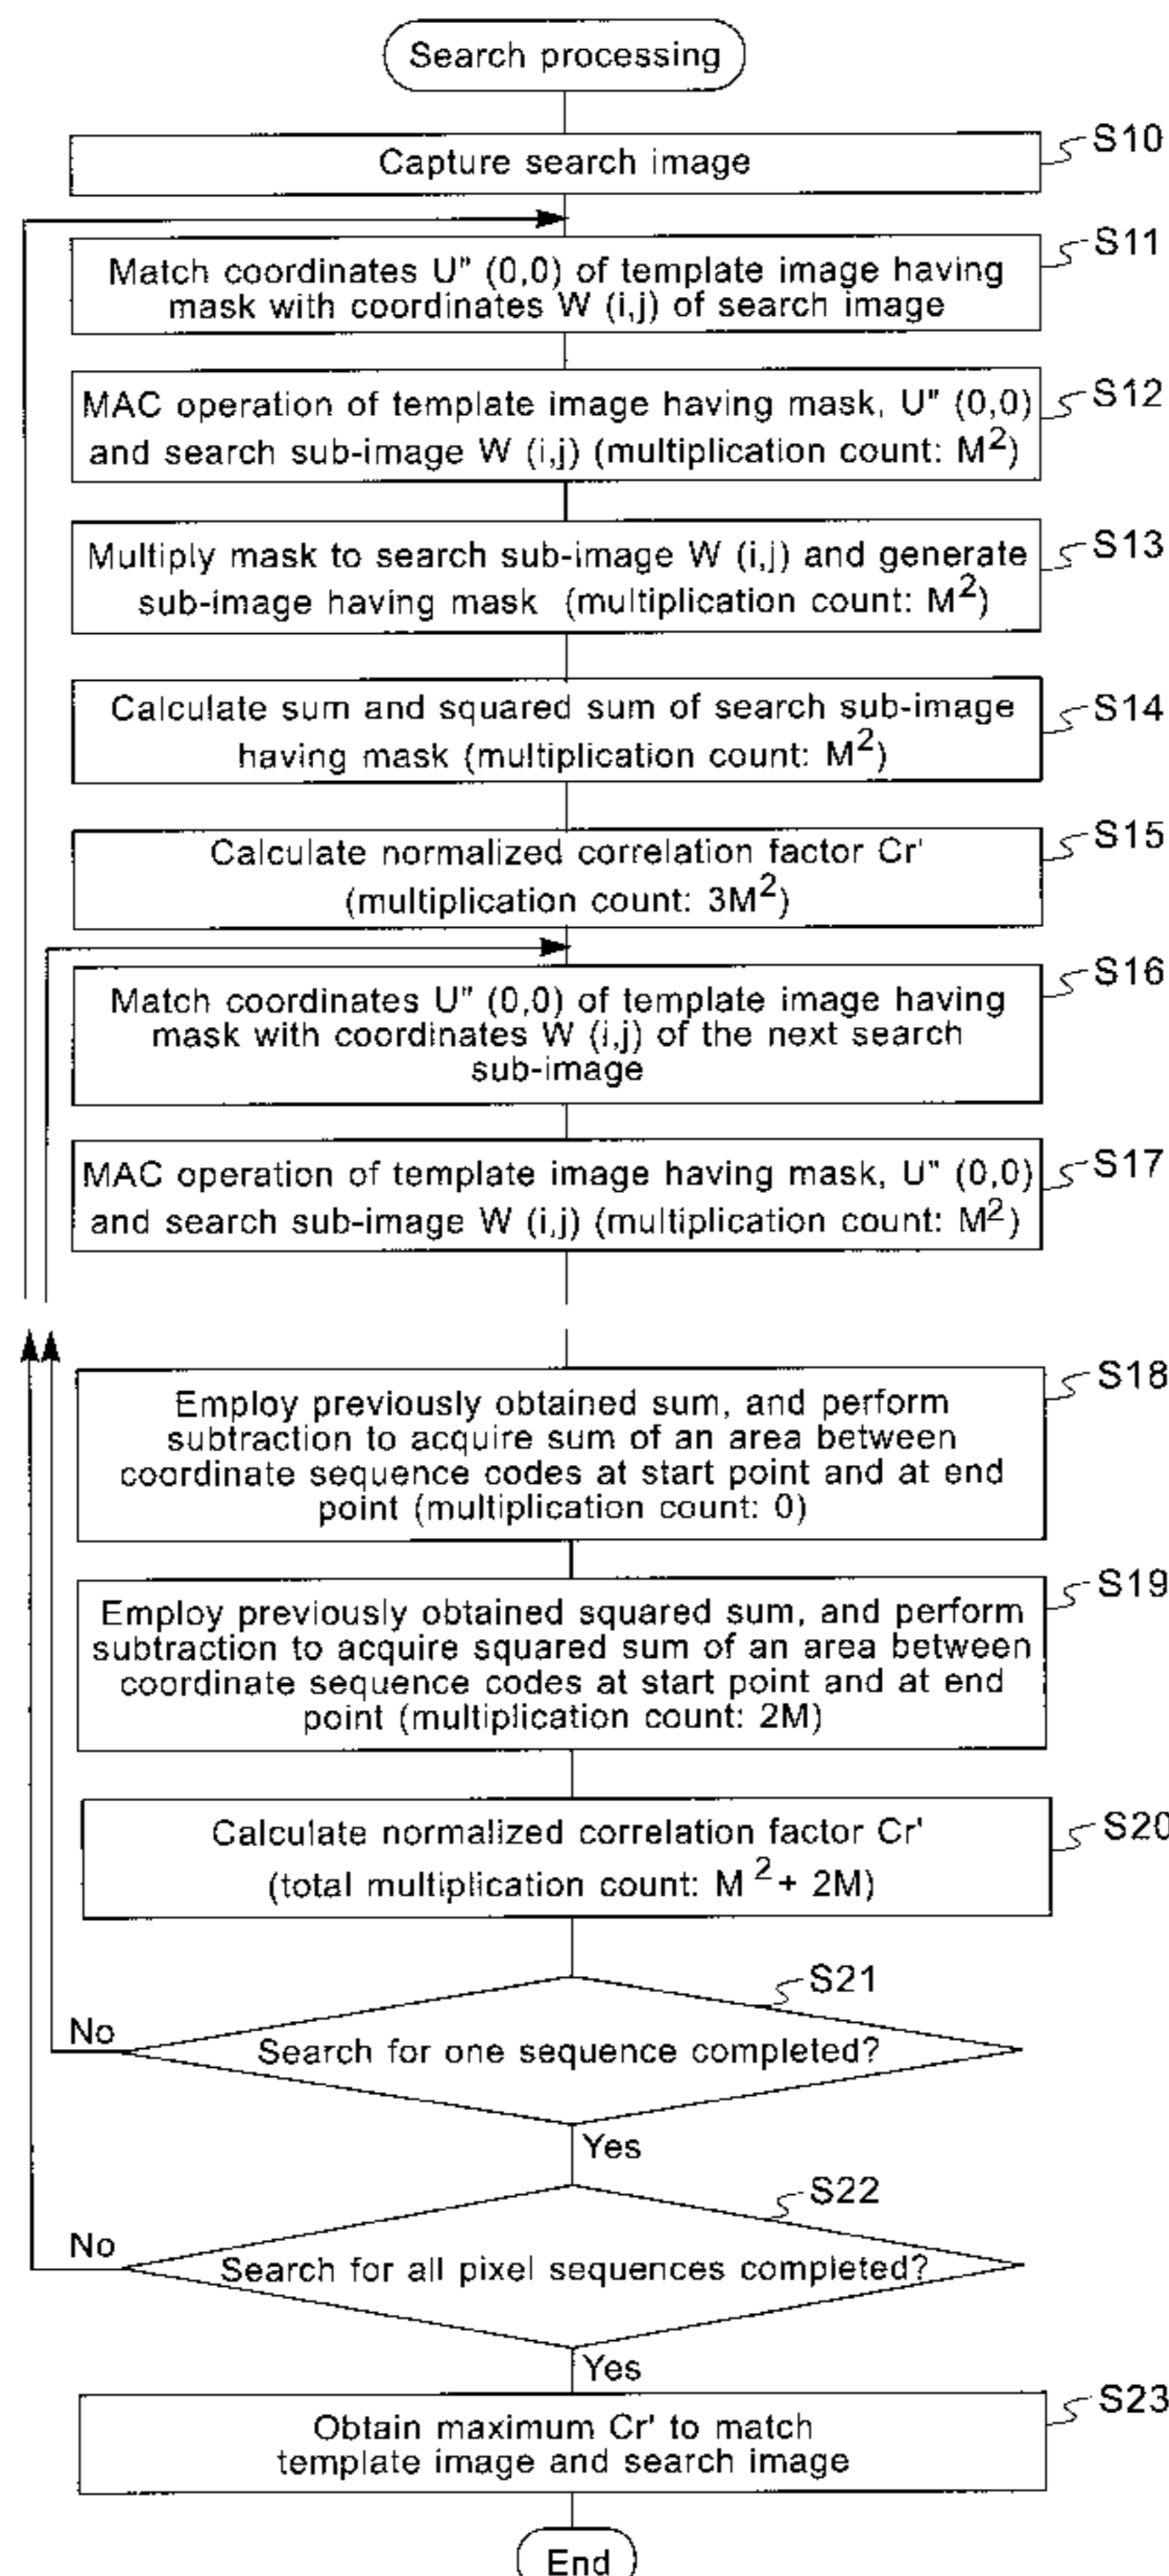 Search processing
Capture search image
S10
Match coordinates U" (0,0) of template image having
mask with coordinates W (i,j) of search image
S11
MAC operation of template image having mask, U" (0,0)
and search sub-image W (i,j) (multiplication count: M²)
S12
Multiply mask to search sub-image W (i,j) and generate
sub-image having mask (multiplication count: M²)
S13
Calculate sum and squared sum of search sub-image
having mask (multiplication count: M²)
S14
Calculate normalized correlation factor Cr'
(multiplication count: 3M²)
S15
Match coordinates U" (0,0) of template image having
mask with coordinates W (i,j) of the next search
sub-image
S16
MAC operation of template image having mask, U" (0,0)
and search sub-image W (i,j) (multiplication count: M²)
S17
Employ previously obtained sum, and perform
subtraction to acquire sum of an area between
coordinate sequence codes at start point and at end
point (multiplication count: 0)
S18
Employ previously obtained squared sum, and perform
subtraction to acquire squared sum of an area between
coordinate sequence codes at start point and at end
point (multiplication count: 2M)
S19
Calculate normalized correlation factor Cr'
(total multiplication count: M² + 2M)
S20
S21
No
Search for one sequence completed?
Yes
S22
No
Search for all pixel sequences completed?
Yes
Obtain maximum Cr' to match
template image and search image
S23
End